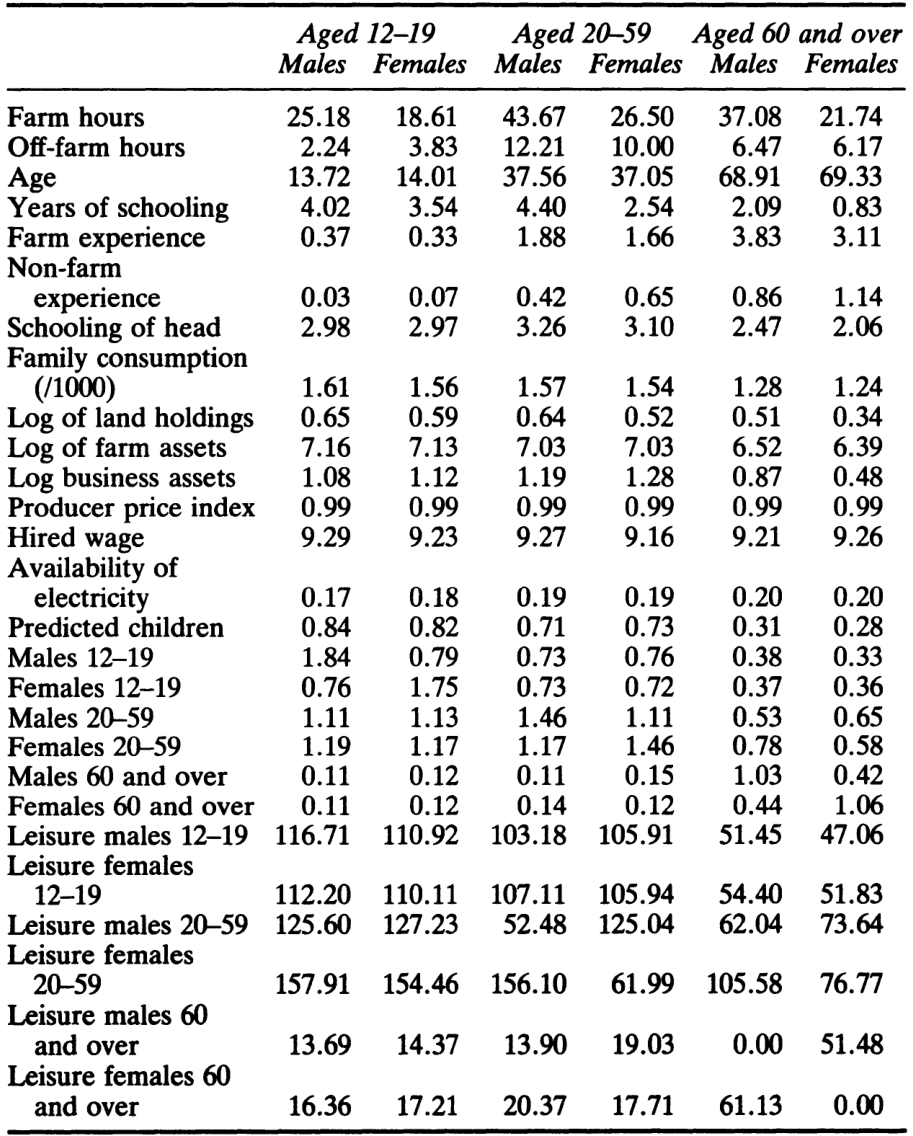 Aged 12–19 Aged 20–59 Aged 60 and over
Males Females Males Females Males Females
Farm hours 25.18 18.61 43.67 26.50 37.08 21.74
Off-farm hours 2.24 3.83 12.21 10.00 6.47 6.17
Age 13.72 14.01 37.56 37.05 68.91 69.33
Years of schooling 4.02 3.54 4.40 2.54 2.09 0.83
Farm experience 0.37 0.33 1.88 1.66 3.83 3.11
Non-farm
experience 0.03 0.07 0.42 0.65 0.86 1.14
Schooling of head 2.98 2.97 3.26 3.10 2.47 2.06
Family consumption
(/1000) 1.61 1.56 1.57 1.54 1.28 1.24
Log of land holdings 0.65 0.59 0.64 0.52 0.51 0.34
Log of farm assets 7.16 7.13 7.03 7.03 6.52 6.39
Log business assets 1.08 1.12 1.19 1.28 0.87 0.48
Producer price index 0.99 0.99 0.99 0.99 0.99 0.99
Hired wage 9.29 9.23 9.27 9.16 9.21 9.26
Availability of
electricity 0.17 0.18 0.19 0.19 0.20 0.20
Predicted children 0.84 0.82 0.71 0.73 0.31 0.28
Males 12–19 1.84 0.79 0.73 0.76 0.38 0.33
Females 12–19 0.76 1.75 0.73 0.72 0.37 0.36
Males 20–59 1.11 1.13 1.46 1.11 0.53 0.65
Females 20–59 1.19 1.17 1.17 1.46 0.78 0.58
Males 60 and over 0.11 0.12 0.11 0.15 1.03 0.42
Females 60 and over 0.11 0.12 0.14 0.12 0.44 1.06
Leisure males 12–19 116.71 110.92 103.18 105.91 51.45 47.06
Leisure females
12–19 112.20 110.11 107.11 105.94 54.40 51.83
Leisure males 20–59 125.60 127.23 52.48 125.04 62.04 73.64
Leisure females
20–59 157.91 154.46 156.10 61.99 105.58 76.77
Leisure males 60
and over 13.69 14.37 13.90 19.03 0.00 51.48
Leisure females 60
and over 16.36 17.21 20.37 17.71 61.13 0.00